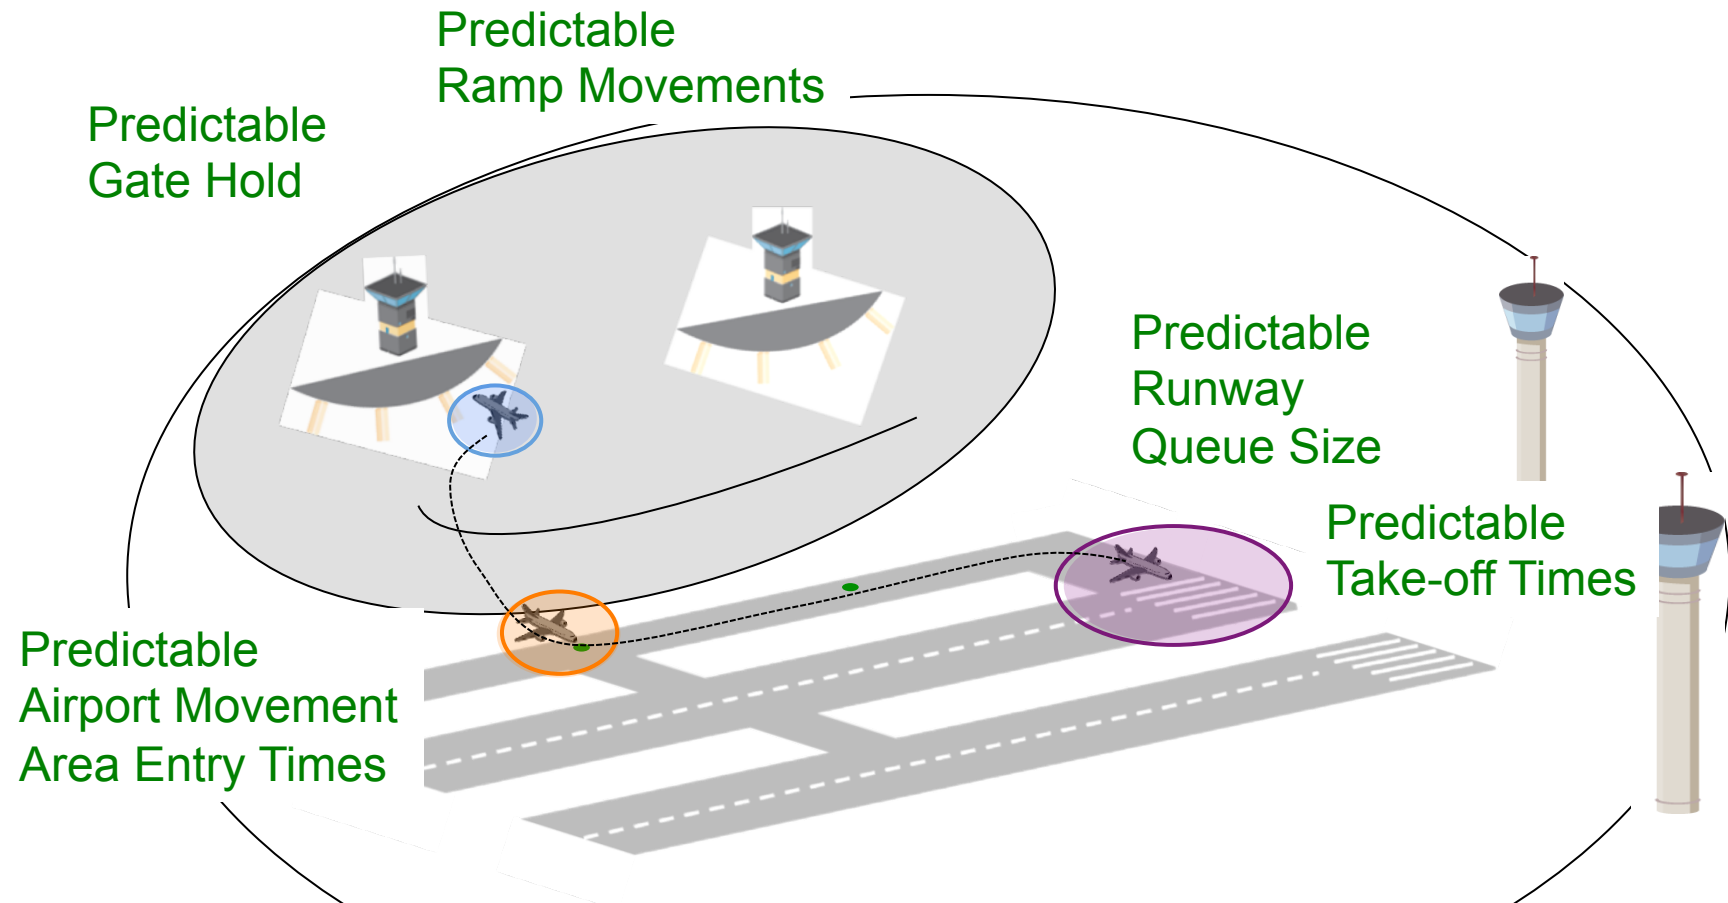 Predictable
Ramp Movements
Predictable
Gate Hold
Predictable
Runway
Queue Size
Predictable
Take-off Times
Predictable
Airport Movement
Area Entry Times